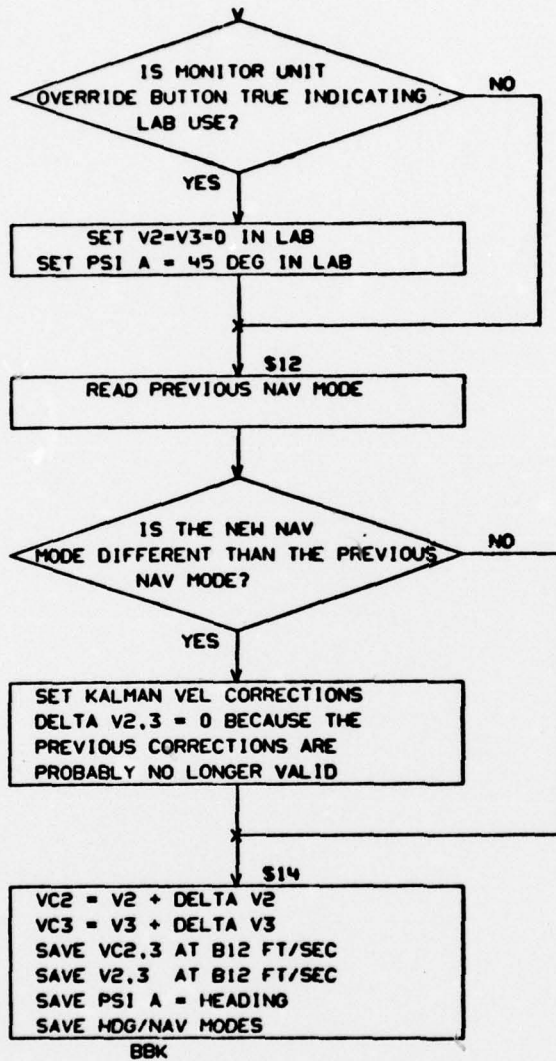 IS MONITOR UNIT
OVERRIDE BUTTON TRUE INDICATING
LAB USE?
NO
YES
SET V2=V3=0 IN LAB
SET PSI A = 45 DEG IN LAB
$12
READ PREVIOUS NAV MODE
IS THE NEW NAV
MODE DIFFERENT THAN THE PREVIOUS
NAV MODE?
NO
YES
SET KALMAN VEL CORRECTIONS
DELTA V2,3 = 0 BECAUSE THE
PREVIOUS CORRECTIONS ARE
PROBABLY NO LONGER VALID
$14
VC2 = V2 + DELTA V2
VC3 = V3 + DELTA V3
SAVE VC2,3 AT B12 FT/SEC
SAVE V2,3 AT B12 FT/SEC
SAVE PSI A = HEADING
SAVE HDG/NAV MODES
BBK